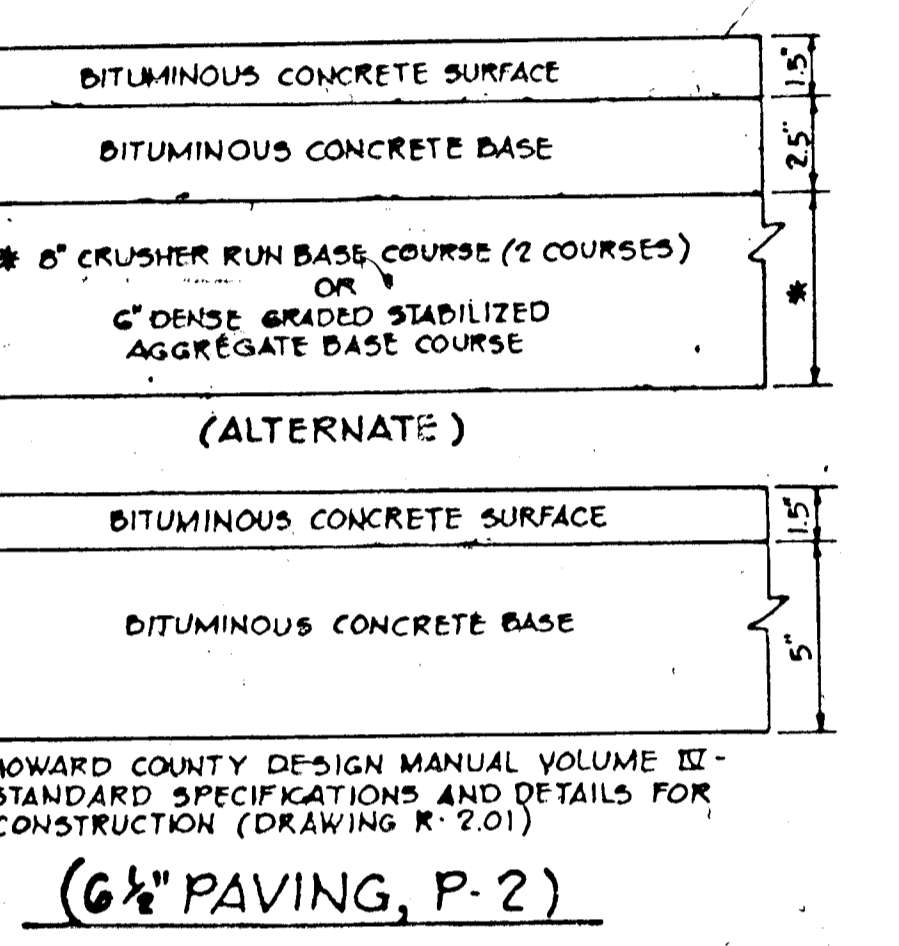 BITUMINOUS CONCRETE SURFACE
1.5"
BITUMINOUS CONCRETE BASE
2.5"
* 8" CRUSHER RUN BASE COURSE (2 COURSES)
OR
6" DENSE GRADED STABILIZED
AGGREGATE BASE COURSE
*
(ALTERNATE)
BITUMINOUS CONCRETE SURFACE
1.5"
BITUMINOUS CONCRETE BASE
5"
HOWARD COUNTY DESIGN MANUAL VOLUME IV -
STANDARD SPECIFICATIONS AND DETAILS FOR
CONSTRUCTION (DRAWING R. 2.01)
(6 1/2" PAVING, P-2)